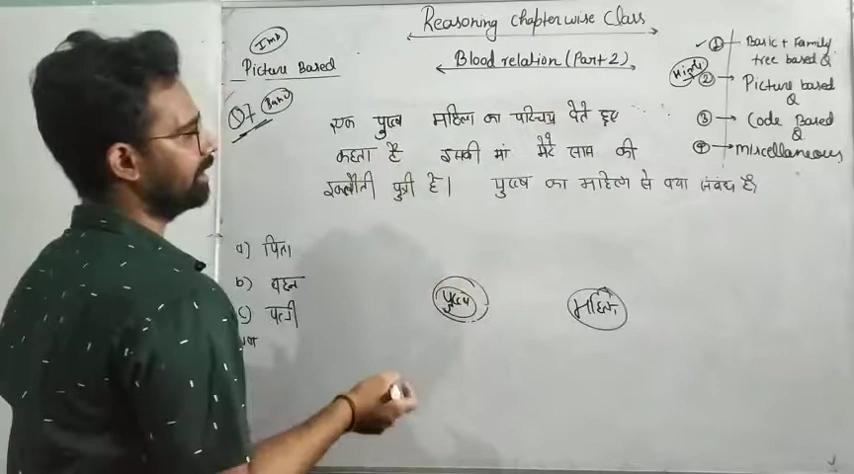 Reasoning Chapterwise Class
Imp
Picture Based
Blood relation (Part 2)
① Basic + Family
tree based Q
Hindi
② → Picture based
Q
③ → Code Based
Q
④ → miscellaneous
Q7
एक पुरुष महिला का परिचय देते हुए
कहता है इसकी मां मेरे सास की
इकलौती पुत्री है। पुरुष का महिला से क्या संबंध है
a) पिता
b) बहन
c) पत्नी
पुरुष महिला